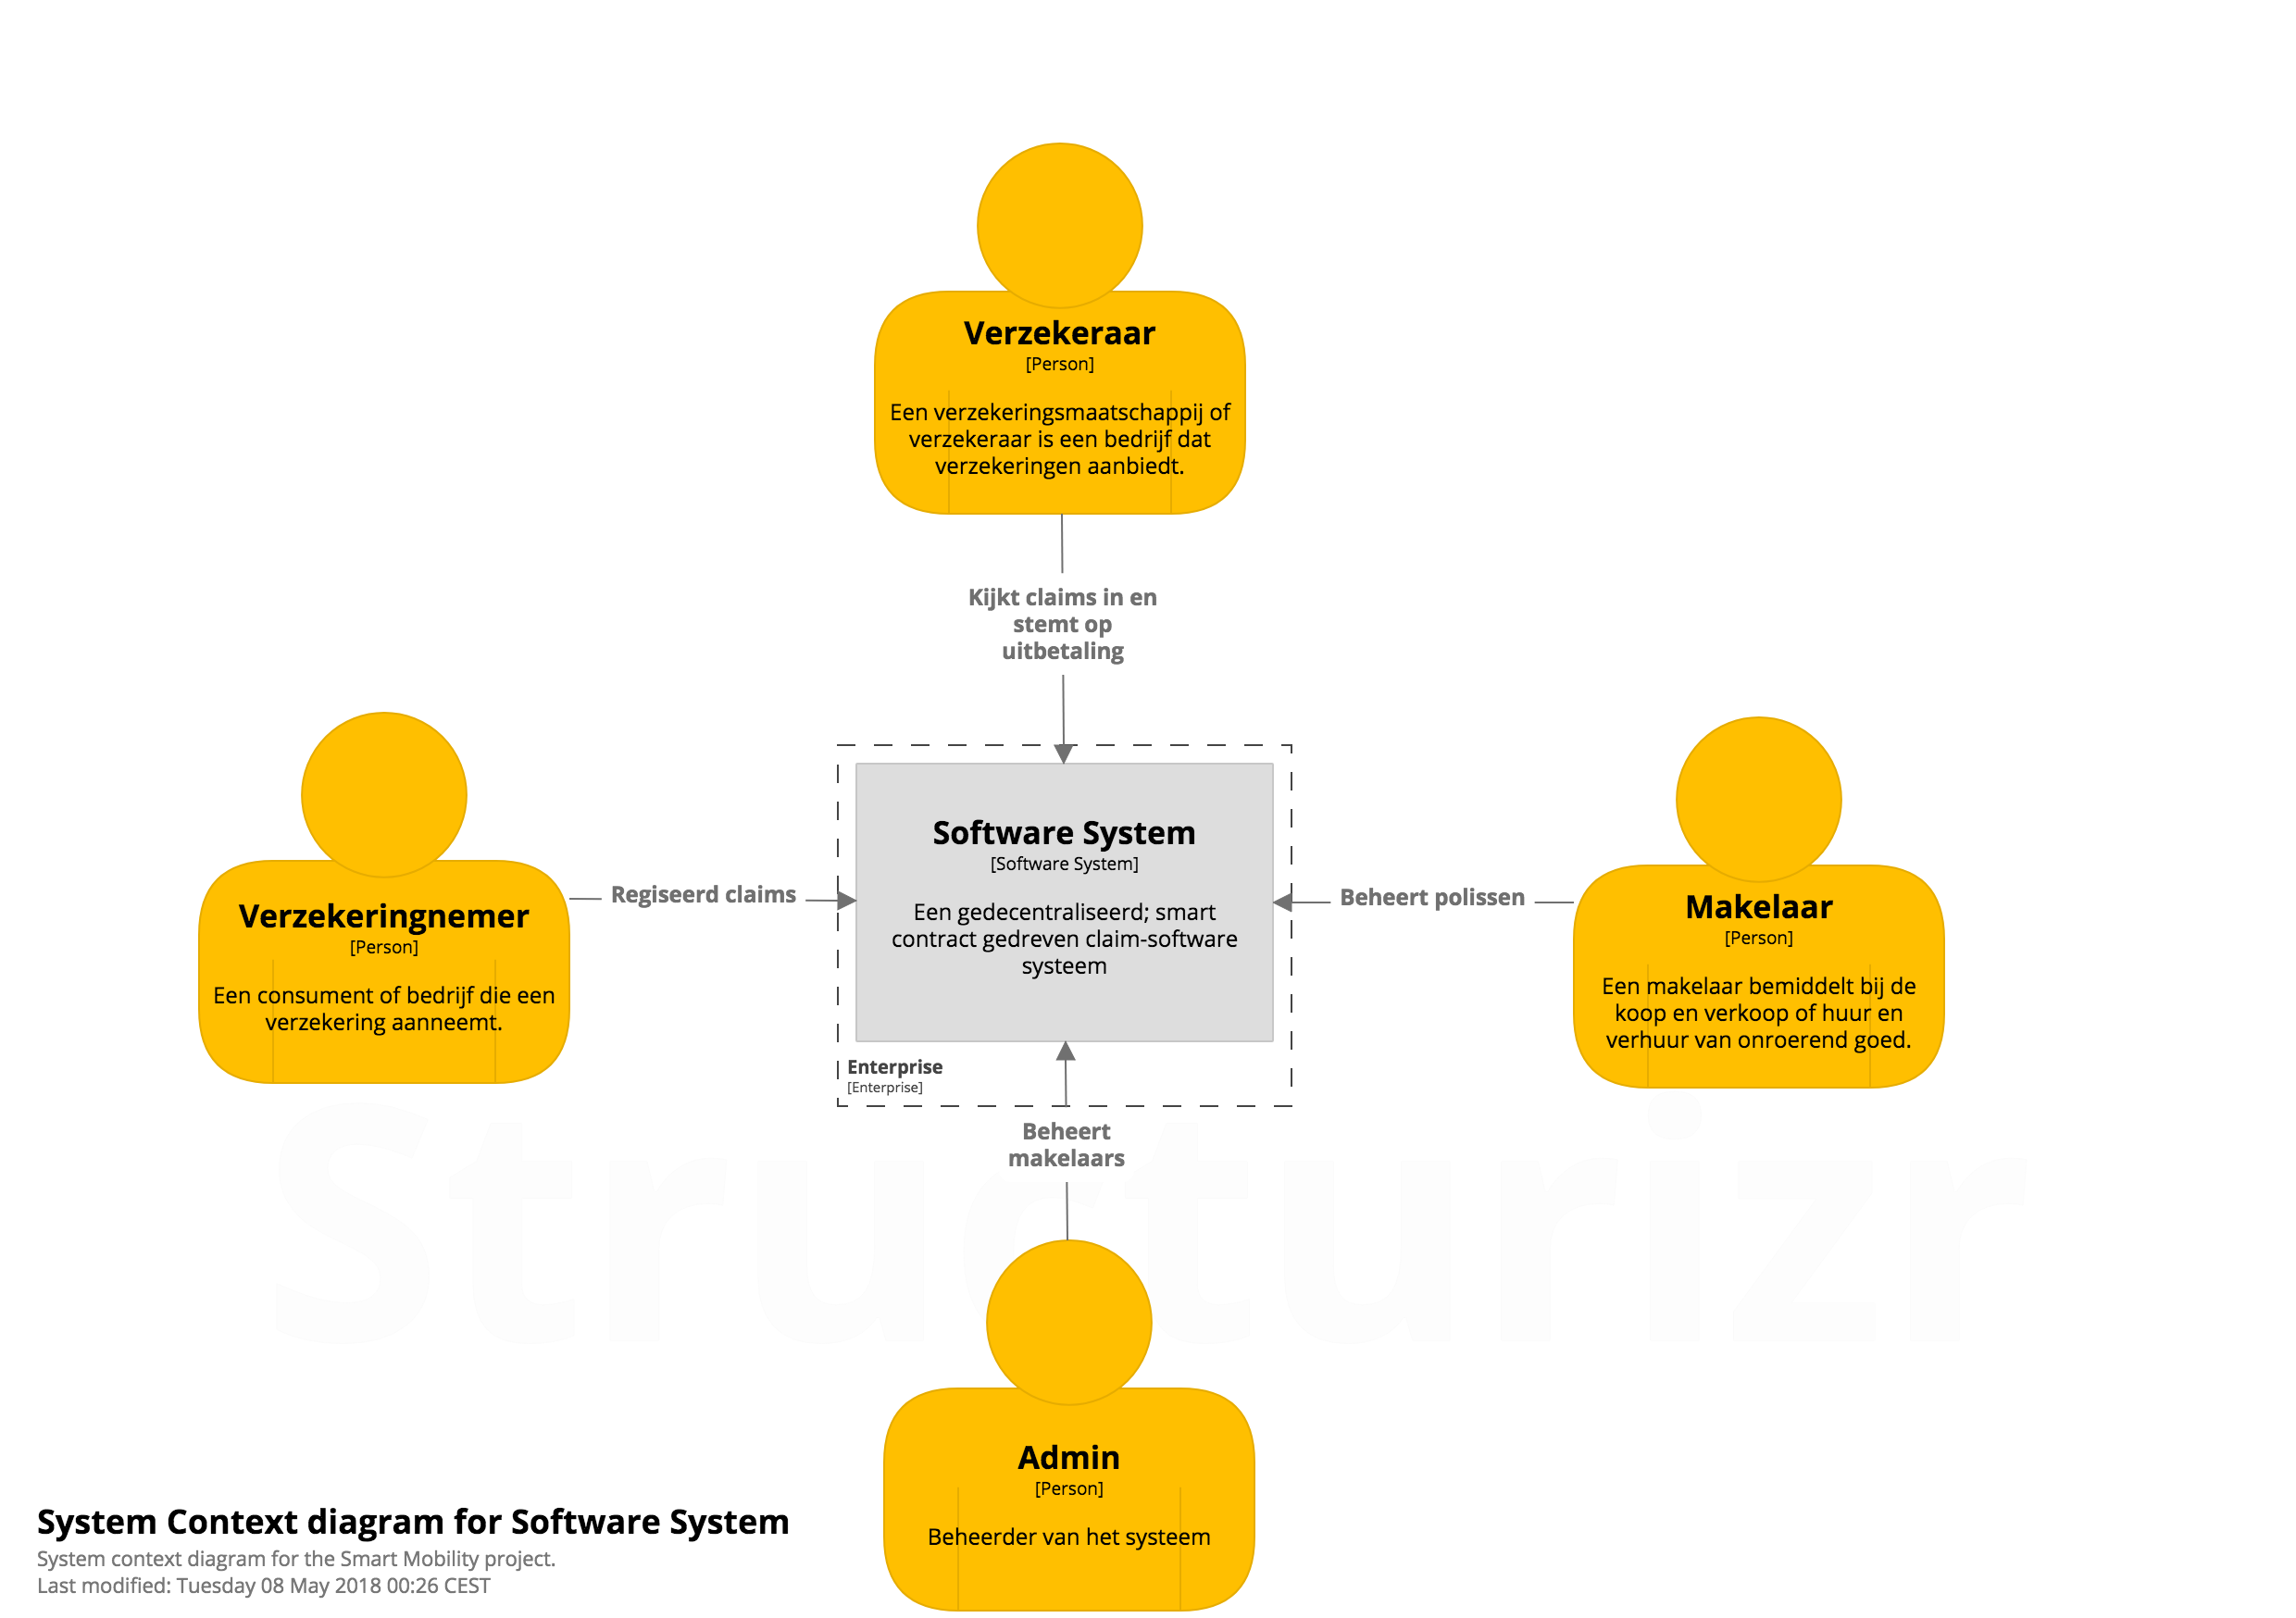 Verzekeraar
[Person]
Een verzekeringsmaatschappij of
verzekeraar is een bedrijf dat
verzekeringen aanbiedt.
Kijkt claims in en
stemt op
uitbetaling
Verzekeringnemer
[Person]
Een consument of bedrijf die een
verzekering aanneemt.
Regiseerd claims
Software System
[Software System]
Een gedecentraliseerd; smart
contract gedreven claim-software
systeem
Enterprise
[Enterprise]
Beheert polissen
Makelaar
[Person]
Een makelaar bemiddelt bij de
koop en verkoop of huur en
verhuur van onroerend goed.
Beheert
makelaars
Structurizr
Admin
[Person]
Beheerder van het systeem
System Context diagram for Software System
System context diagram for the Smart Mobility project.
Last modified: Tuesday 08 May 2018 00:26 CEST